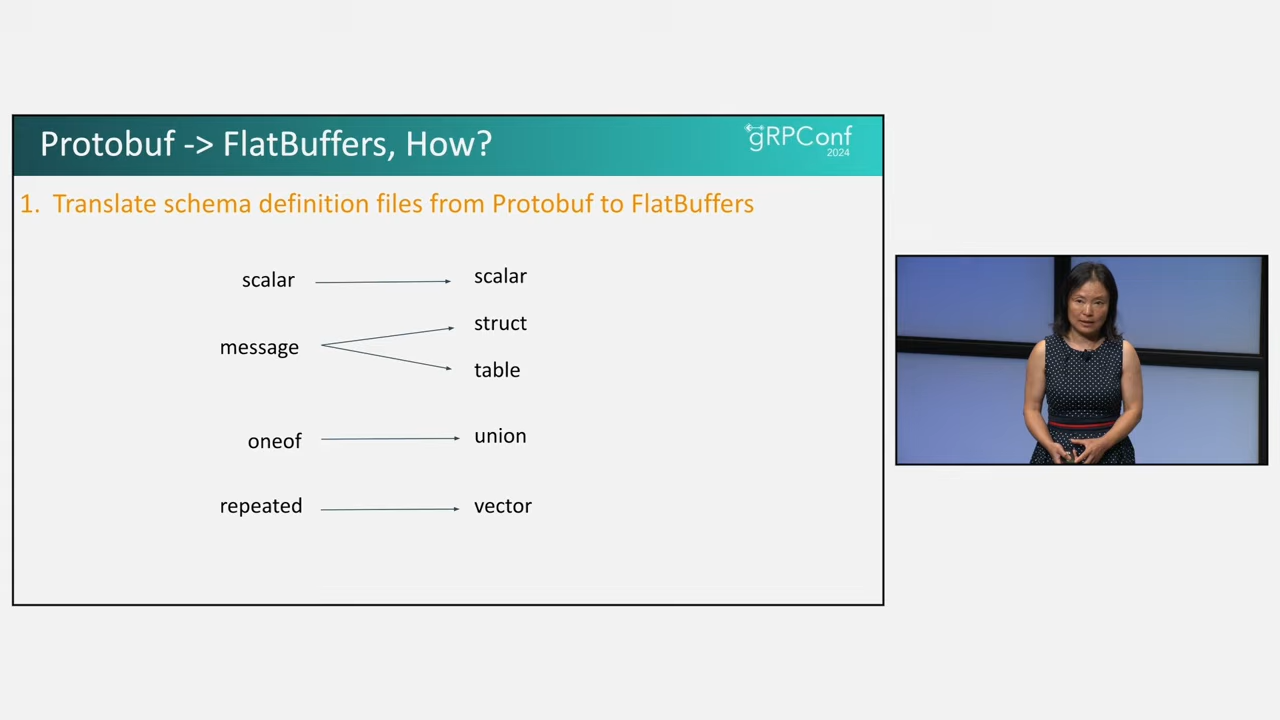 Protobuf -> FlatBuffers, How?
gRPConf
2024
1. Translate schema definition files from Protobuf to FlatBuffers
scalar
scalar
message
struct
table
oneof
union
repeated
vector